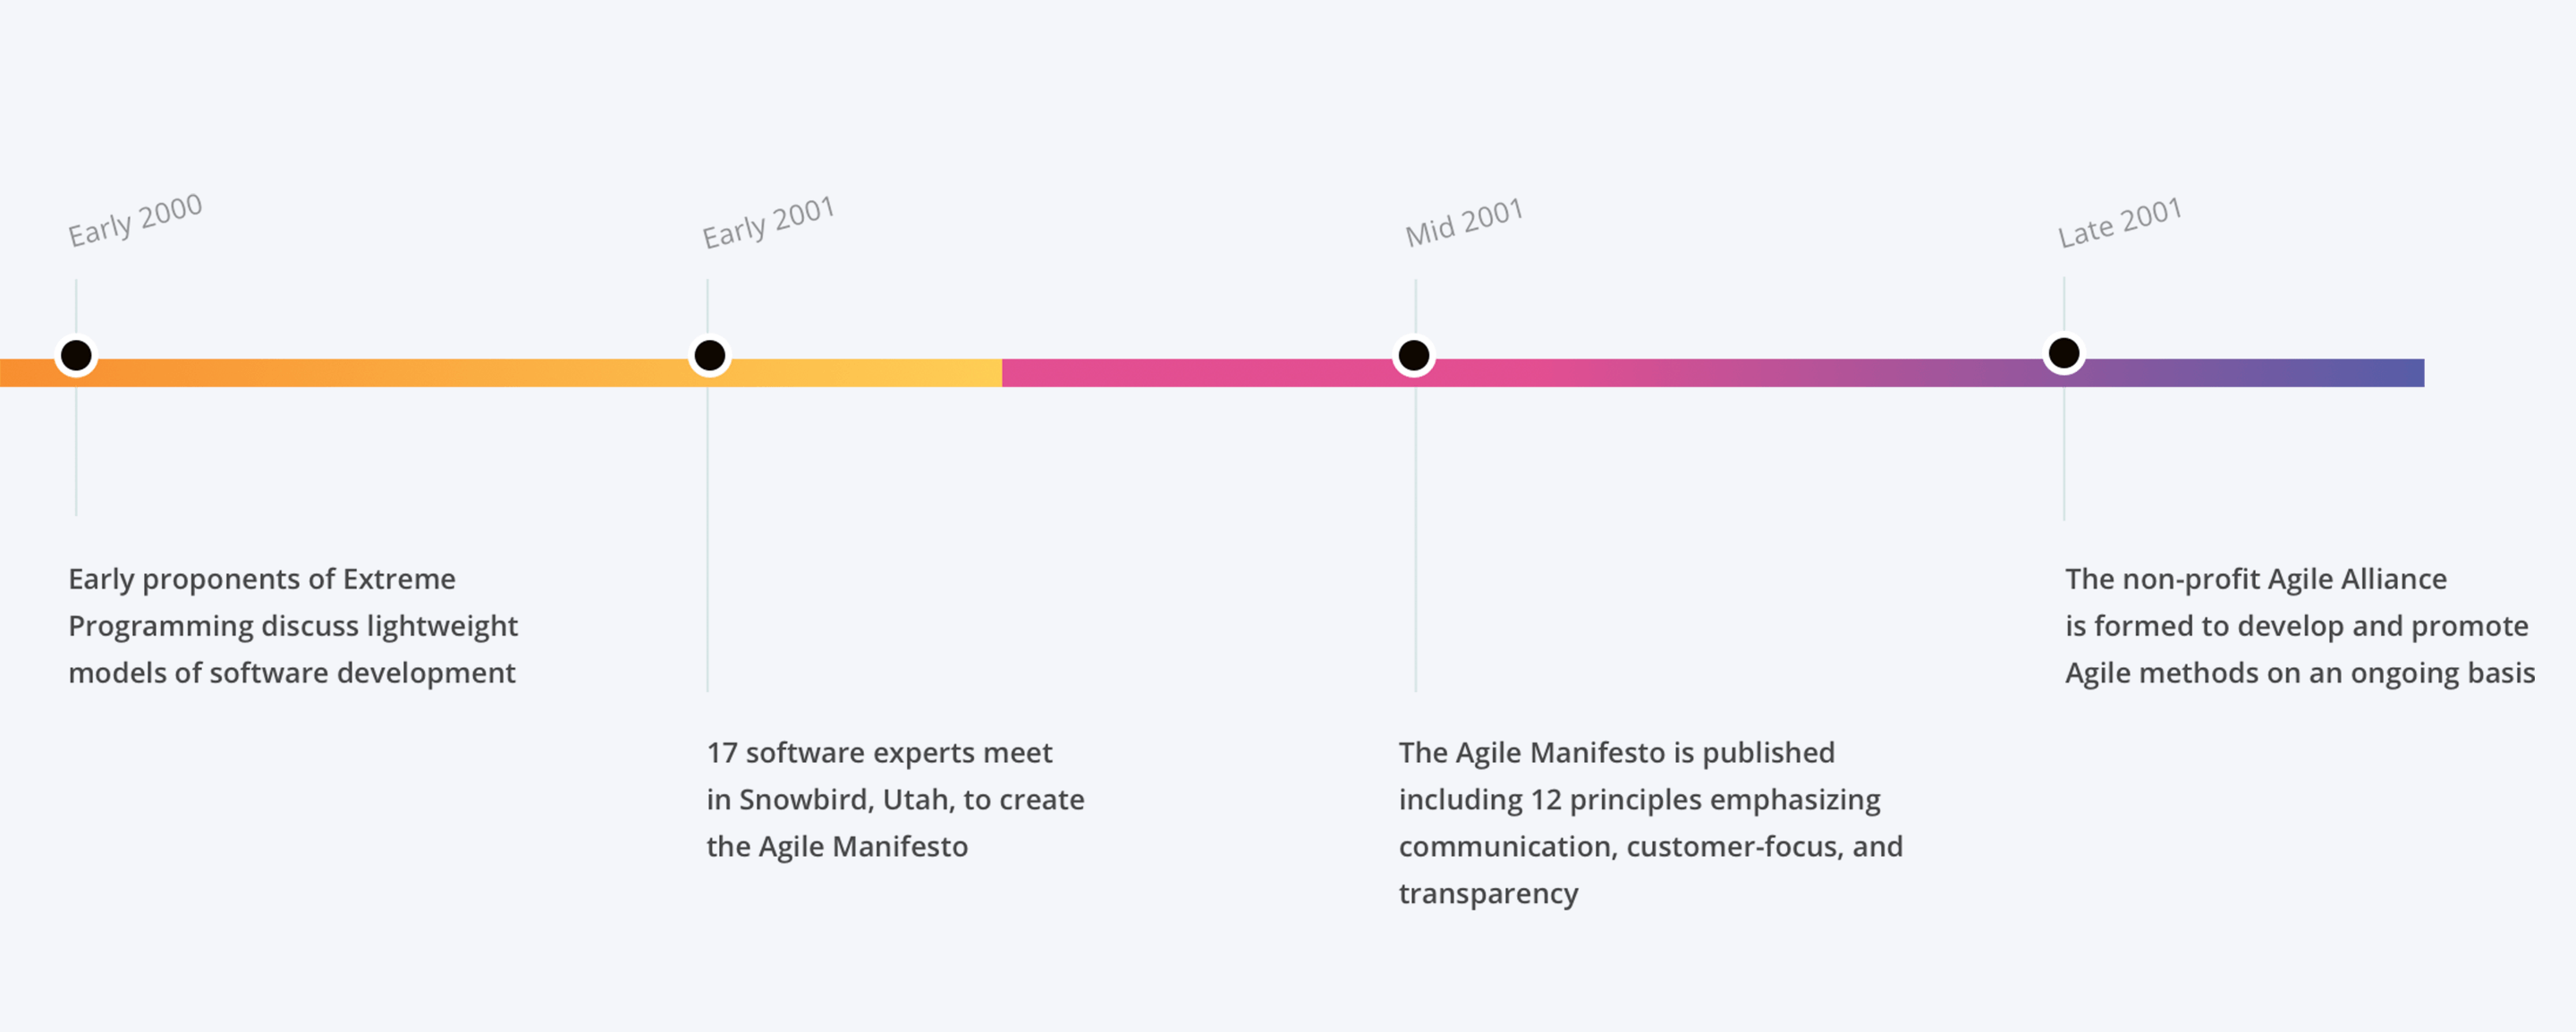 Early 2000
Early 2001
Mid 2001
Late 2001
Early proponents of Extreme
Programming discuss lightweight
models of software development
17 software experts meet
in Snowbird, Utah, to create
the Agile Manifesto
The Agile Manifesto is published
including 12 principles emphasizing
communication, customer-focus, and
transparency
The non-profit Agile Alliance
is formed to develop and promote
Agile methods on an ongoing basis